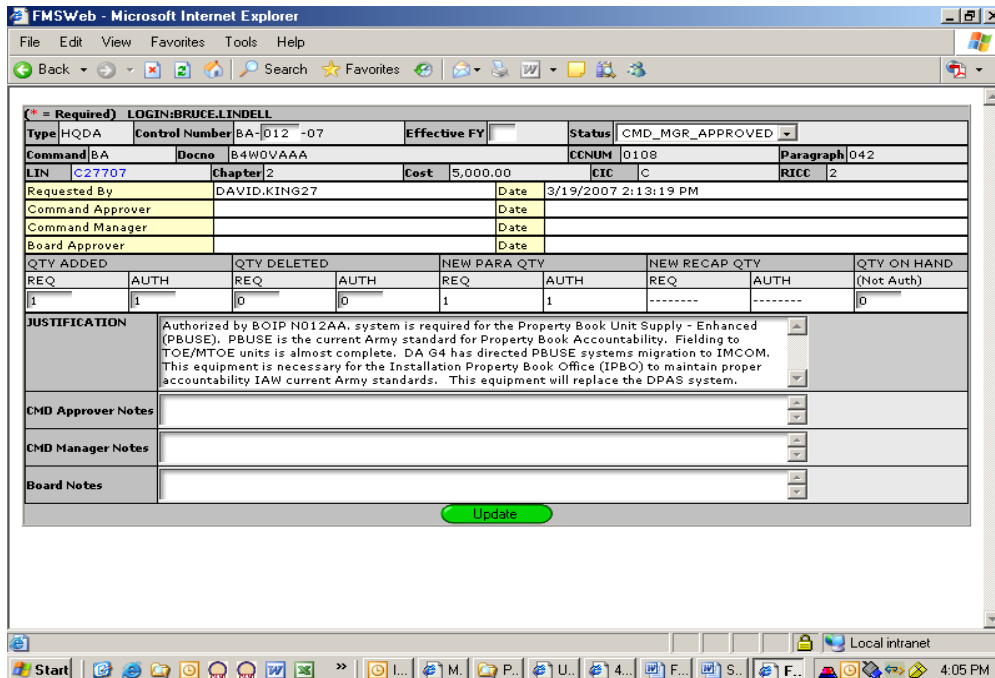 FMSWeb - Microsoft Internet Explorer
File Edit View Favorites Tools Help
Back Search Favorites
(* = Required) LOGIN:BRUCE.LINDELL
Type HQDA Control Number BA- 012 -07 Effective FY Status CMD_MGR_APPROVED
Command BA Docno B4W0VAAA CCNUM 0108 Paragraph 042
LIN C27707 Chapter 2 Cost 5,000.00 CIC C RICC 2
Requested By DAVID.KING27 Date 3/19/2007 2:13:19 PM
Command Approver Date
Command Manager Date
Board Approver Date
QTY ADDED QTY DELETED NEW PARA QTY NEW RECAP QTY QTY ON HAND
REQ AUTH REQ AUTH REQ AUTH REQ AUTH (Not Auth)
1 1 0 0 1 1 -------- -------- 0
JUSTIFICATION
Authorized by BOIP N012AA. system is required for the Property Book Unit Supply - Enhanced
(PBUSE). PBUSE is the current Army standard for Property Book Accountability. Fielding to
TOE/MTOE units is almost complete. DA G4 has directed PBUSE systems migration to IMCOM.
This equipment is necessary for the Installation Property Book Office (IPBO) to maintain proper
accountability IAW current Army standards. This equipment will replace the DPAS system.
CMD Approver Notes
CMD Manager Notes
Board Notes
Update
Local intranet
Start » I... M. P.. U.. 4... F... S.. F.. 4:05 PM